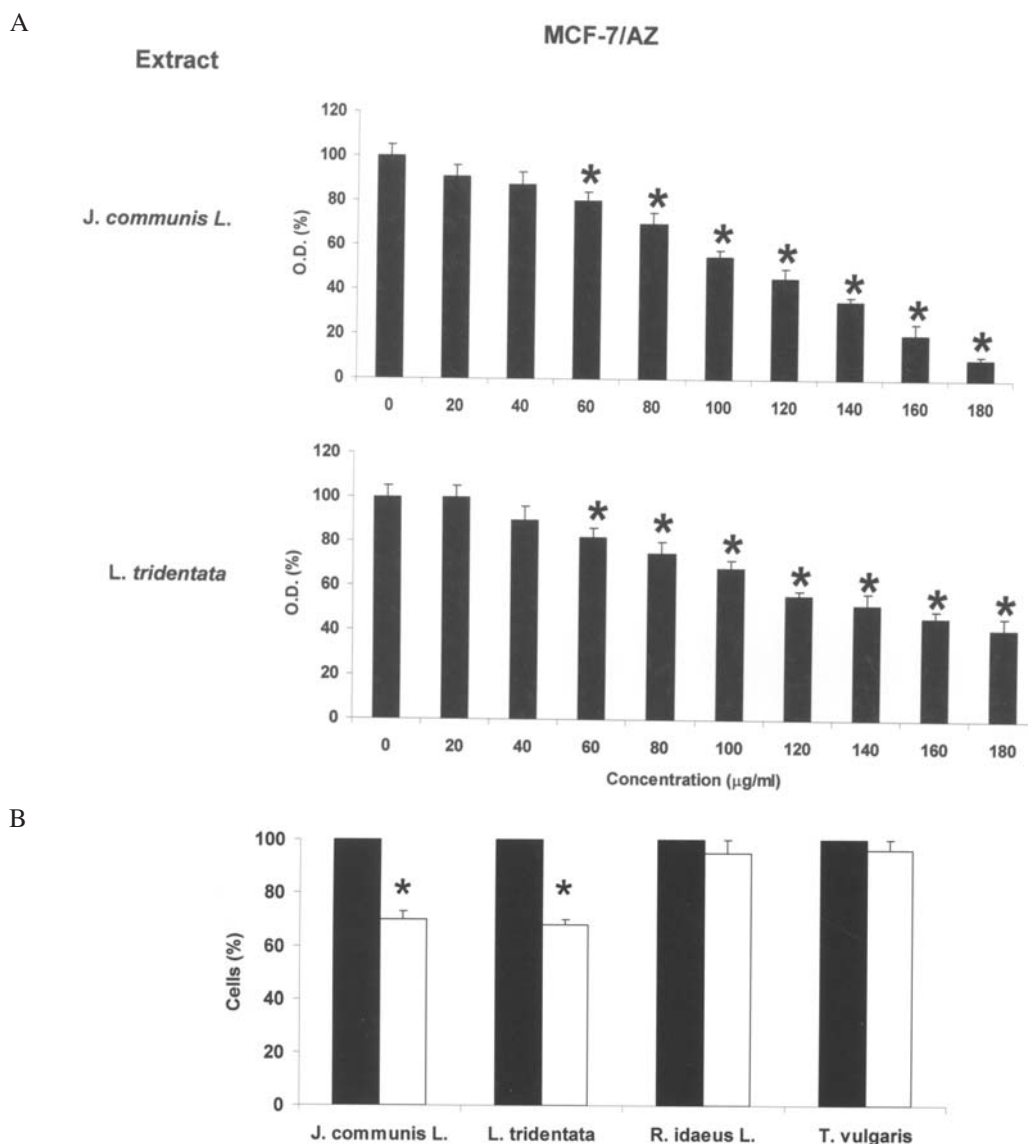 A
MCF-7/AZ
Extract
J. communis L.
O.D. (%)
120
100
80
60
40
20
0
* * * * * * *
0 20 40 60 80 100 120 140 160 180
L. tridentata
O.D. (%)
120
100
80
60
40
20
0
* * * * * * *
0 20 40 60 80 100 120 140 160 180
Concentration (μg/ml)
B
Cells (%)
100
80
60
40
20
0
* *
J. communis L. L. tridentata R. idaeus L. T. vulgaris